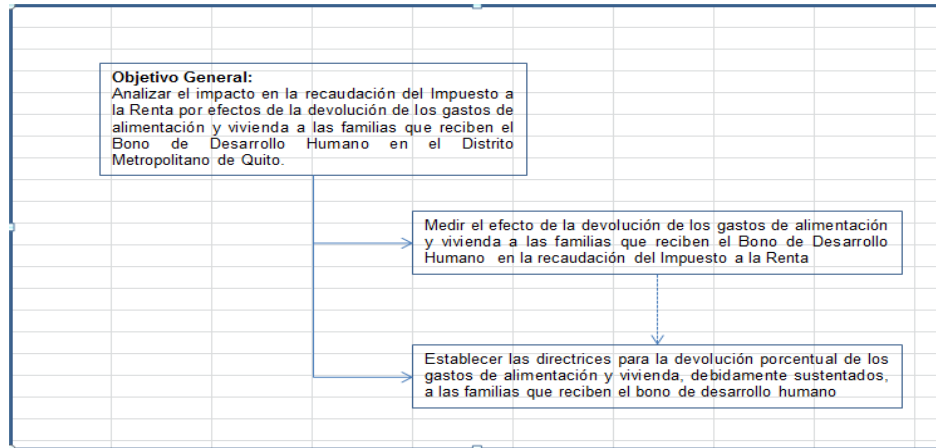 Objetivo General:
Analizar el impacto en la recaudación del Impuesto a
la Renta por efectos de la devolución de los gastos de
alimentación y vivienda a las familias que reciben el
Bono de Desarrollo Humano en el Distrito
Metropolitano de Quito.
Medir el efecto de la devolución de los gastos de alimentación
y vivienda a las familias que reciben el Bono de Desarrollo
Humano en la recaudación del Impuesto a la Renta
Establecer las directrices para la devolución porcentual de los
gastos de alimentación y vivienda, debidamente sustentados,
a las familias que reciben el bono de desarrollo humano